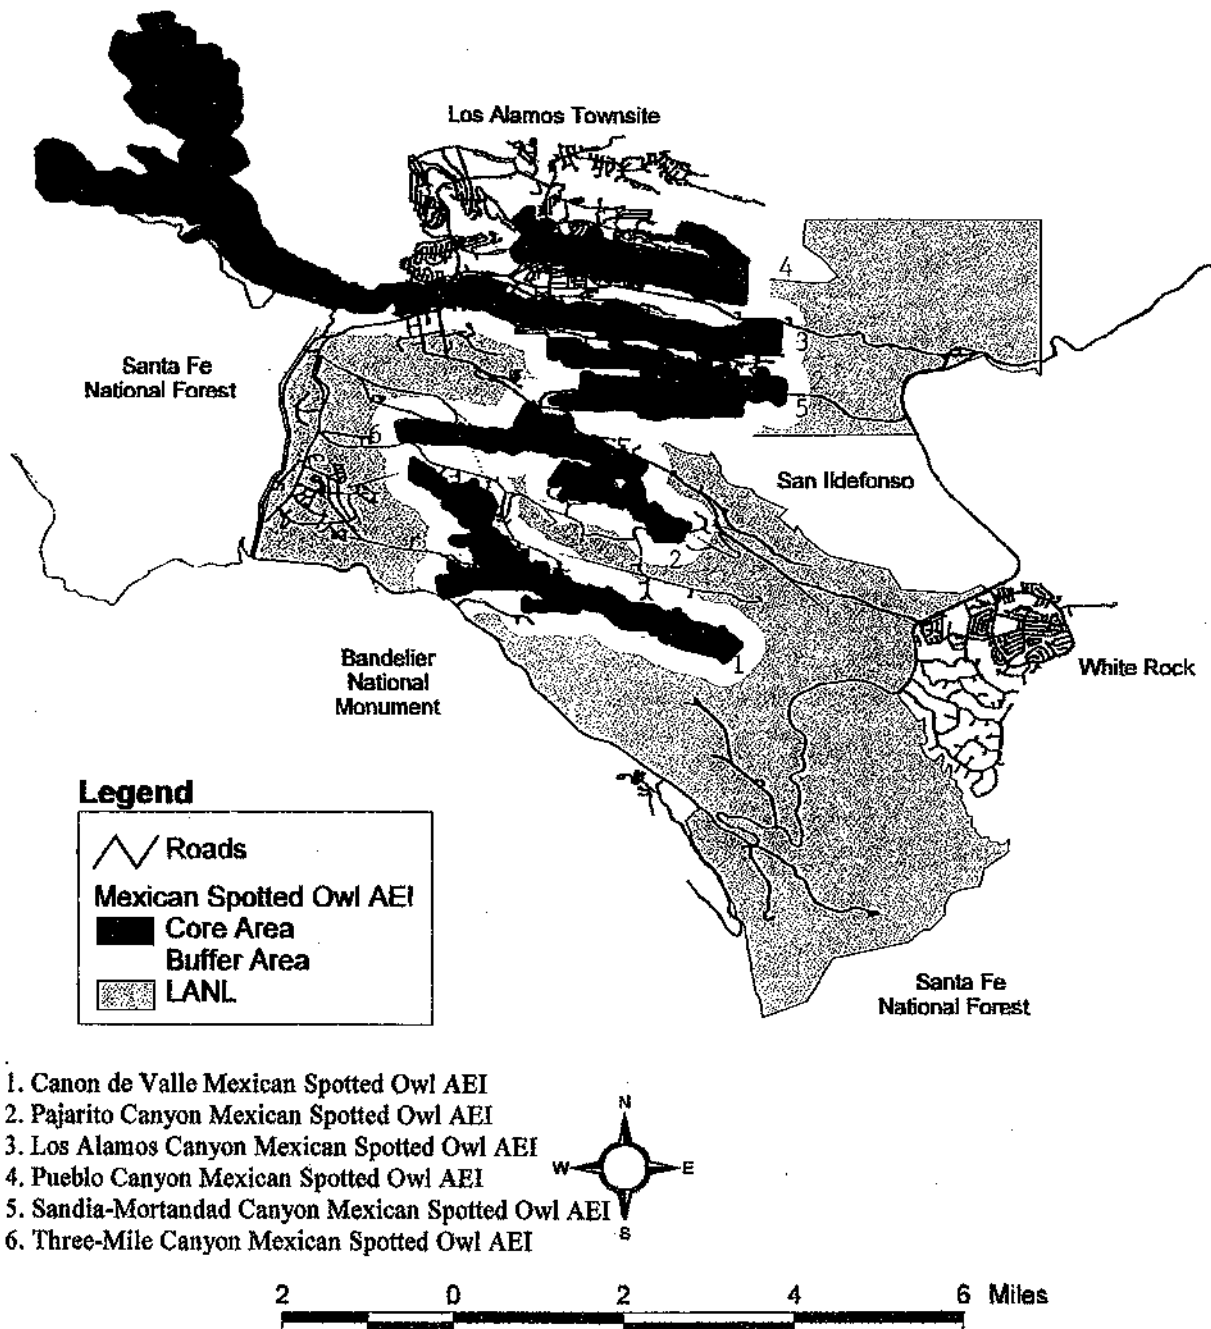 Los Alamos Townsite
4
3
Santa Fe
National Forest
2
5
6
San Ildefonso
2
Bandelier
National
Monument
1
White Rock
Legend
Roads
Mexican Spotted Owl AEI
Core Area
Buffer Area
LANL
Santa Fe
National Forest
1. Canon de Valle Mexican Spotted Owl AEI
2. Pajarito Canyon Mexican Spotted Owl AEI
3. Los Alamos Canyon Mexican Spotted Owl AEI
4. Pueblo Canyon Mexican Spotted Owl AEI
5. Sandia-Mortandad Canyon Mexican Spotted Owl AEI
6. Three-Mile Canyon Mexican Spotted Owl AEI
N
W E
S
2 0 2 4 6 Miles